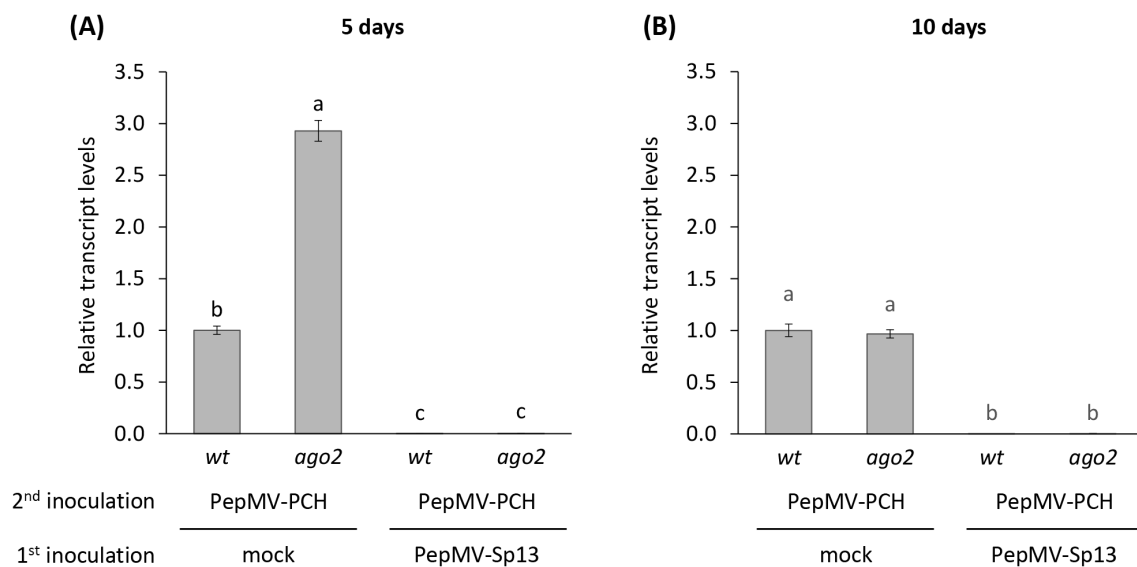 (A) 5 days
Relative transcript levels
3.5
3.0
2.5
2.0
1.5
1.0
0.5
0.0
b
a
c
c
wt ago2 wt ago2
2nd inoculation PepMV-PCH PepMV-PCH
1st inoculation mock PepMV-Sp13
(B) 10 days
Relative transcript levels
3.5
3.0
2.5
2.0
1.5
1.0
0.5
0.0
a
a
b
b
wt ago2 wt ago2
PepMV-PCH PepMV-PCH
mock PepMV-Sp13